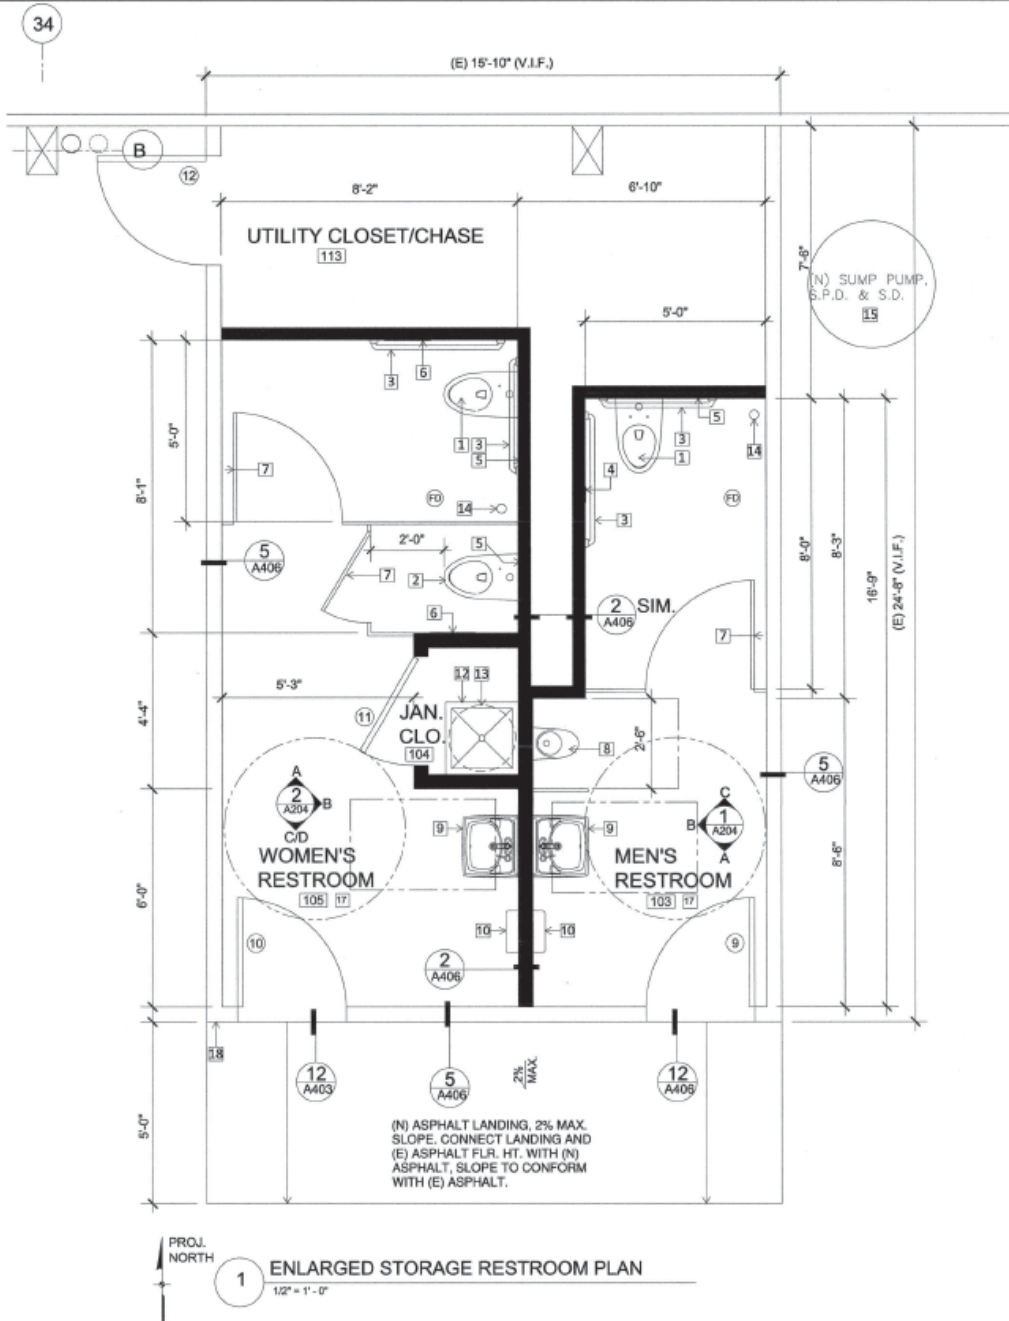 34
(E) 15'-10" (V.I.F.)
B
12
8'-2"
6'-10"
UTILITY CLOSET/CHASE
113
7'-6"
(N) SUMP PUMP,
S.P.D. & S.D.
15
5'-0"
3
6
5
3
1
14
1
3
5
4
3
5'-0"
7
8'-1"
FD
FD
14
2'-0"
5
8'-0"
8'-3"
16'-9"
(E) 24'-8" (V.I.F.)
5
A406
7
2
6
2
A406
SIM.
7
5'-3"
12
13
4'-4"
11
JAN.
CLO.
104
8
2'-6"
5
A406
A
2
A204
B
C/D
C
1
A204
B
A
9
9
WOMEN'S
RESTROOM
105
17
MEN'S
RESTROOM
103
17
8'-6"
6'-0"
10
10
10
9
2
A406
18
12
A403
5
A406
2%
MAX.
12
A406
5'-0"
(N) ASPHALT LANDING, 2% MAX.
SLOPE. CONNECT LANDING AND
(E) ASPHALT FLR. HT. WITH (N)
ASPHALT, SLOPE TO CONFORM
WITH (E) ASPHALT.
PROJ.
NORTH
1
ENLARGED STORAGE RESTROOM PLAN
1/2" = 1' - 0"